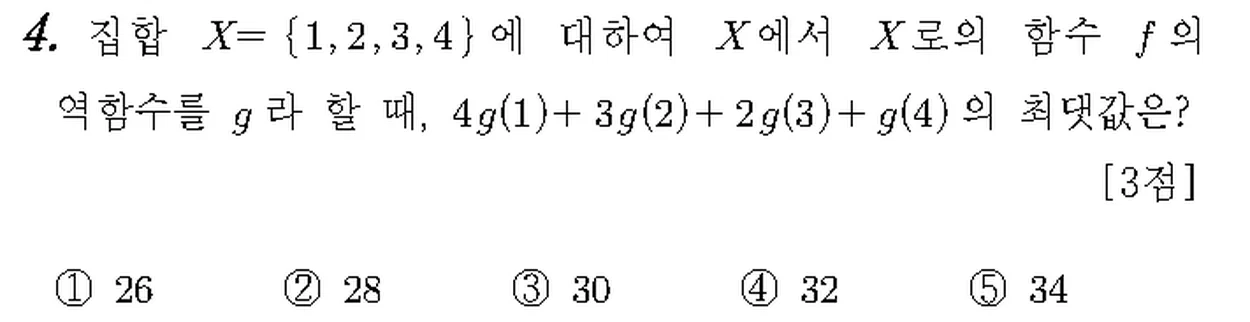 4. 집합 X= {1, 2, 3, 4} 에 대하여 X에서 X로의 함수 f 의
역함수를 g 라 할 때, 4g(1)+ 3g(2)+ 2g(3)+ g(4) 의 최댓값은?
[3점]
① 26 ② 28 ③ 30 ④ 32 ⑤ 34